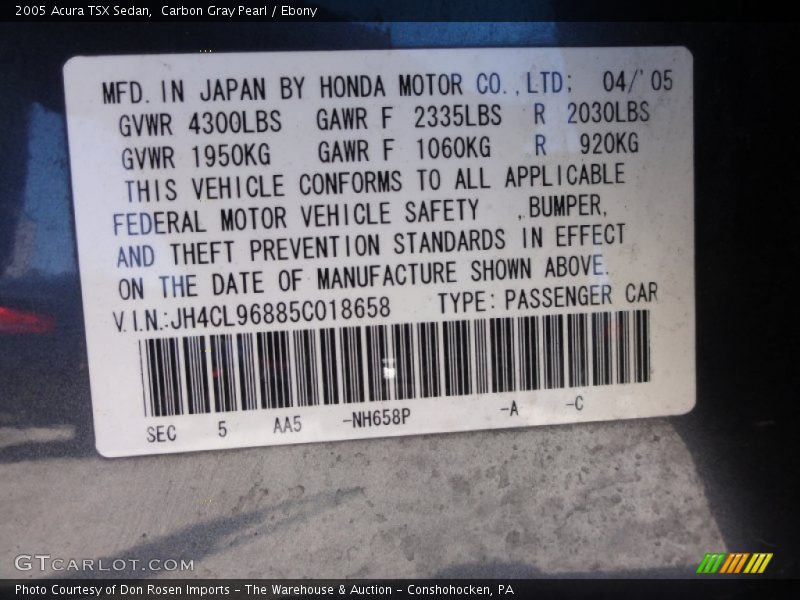 2005 Acura TSX Sedan,  Carbon Gray Pearl / Ebony
MFD. IN JAPAN BY HONDA MOTOR CO.,LTD; 04/'05
GVWR 4300LBS GAWR F 2335LBS R 2030LBS
GVWR 1950KG GAWR F 1060KG R 920KG
THIS VEHICLE CONFORMS TO ALL APPLICABLE
FEDERAL MOTOR VEHICLE SAFETY ,BUMPER,
AND THEFT PREVENTION STANDARDS IN EFFECT
ON THE DATE OF MANUFACTURE SHOWN ABOVE.
V.I.N.:JH4CL96885C018658 TYPE: PASSENGER CAR
SEC 5 AA5 -NH658P -A -C
GTCARLOT.COM
Photo Courtesy of Don Rosen Imports - The Warehouse & Auction - Conshohocken, PA